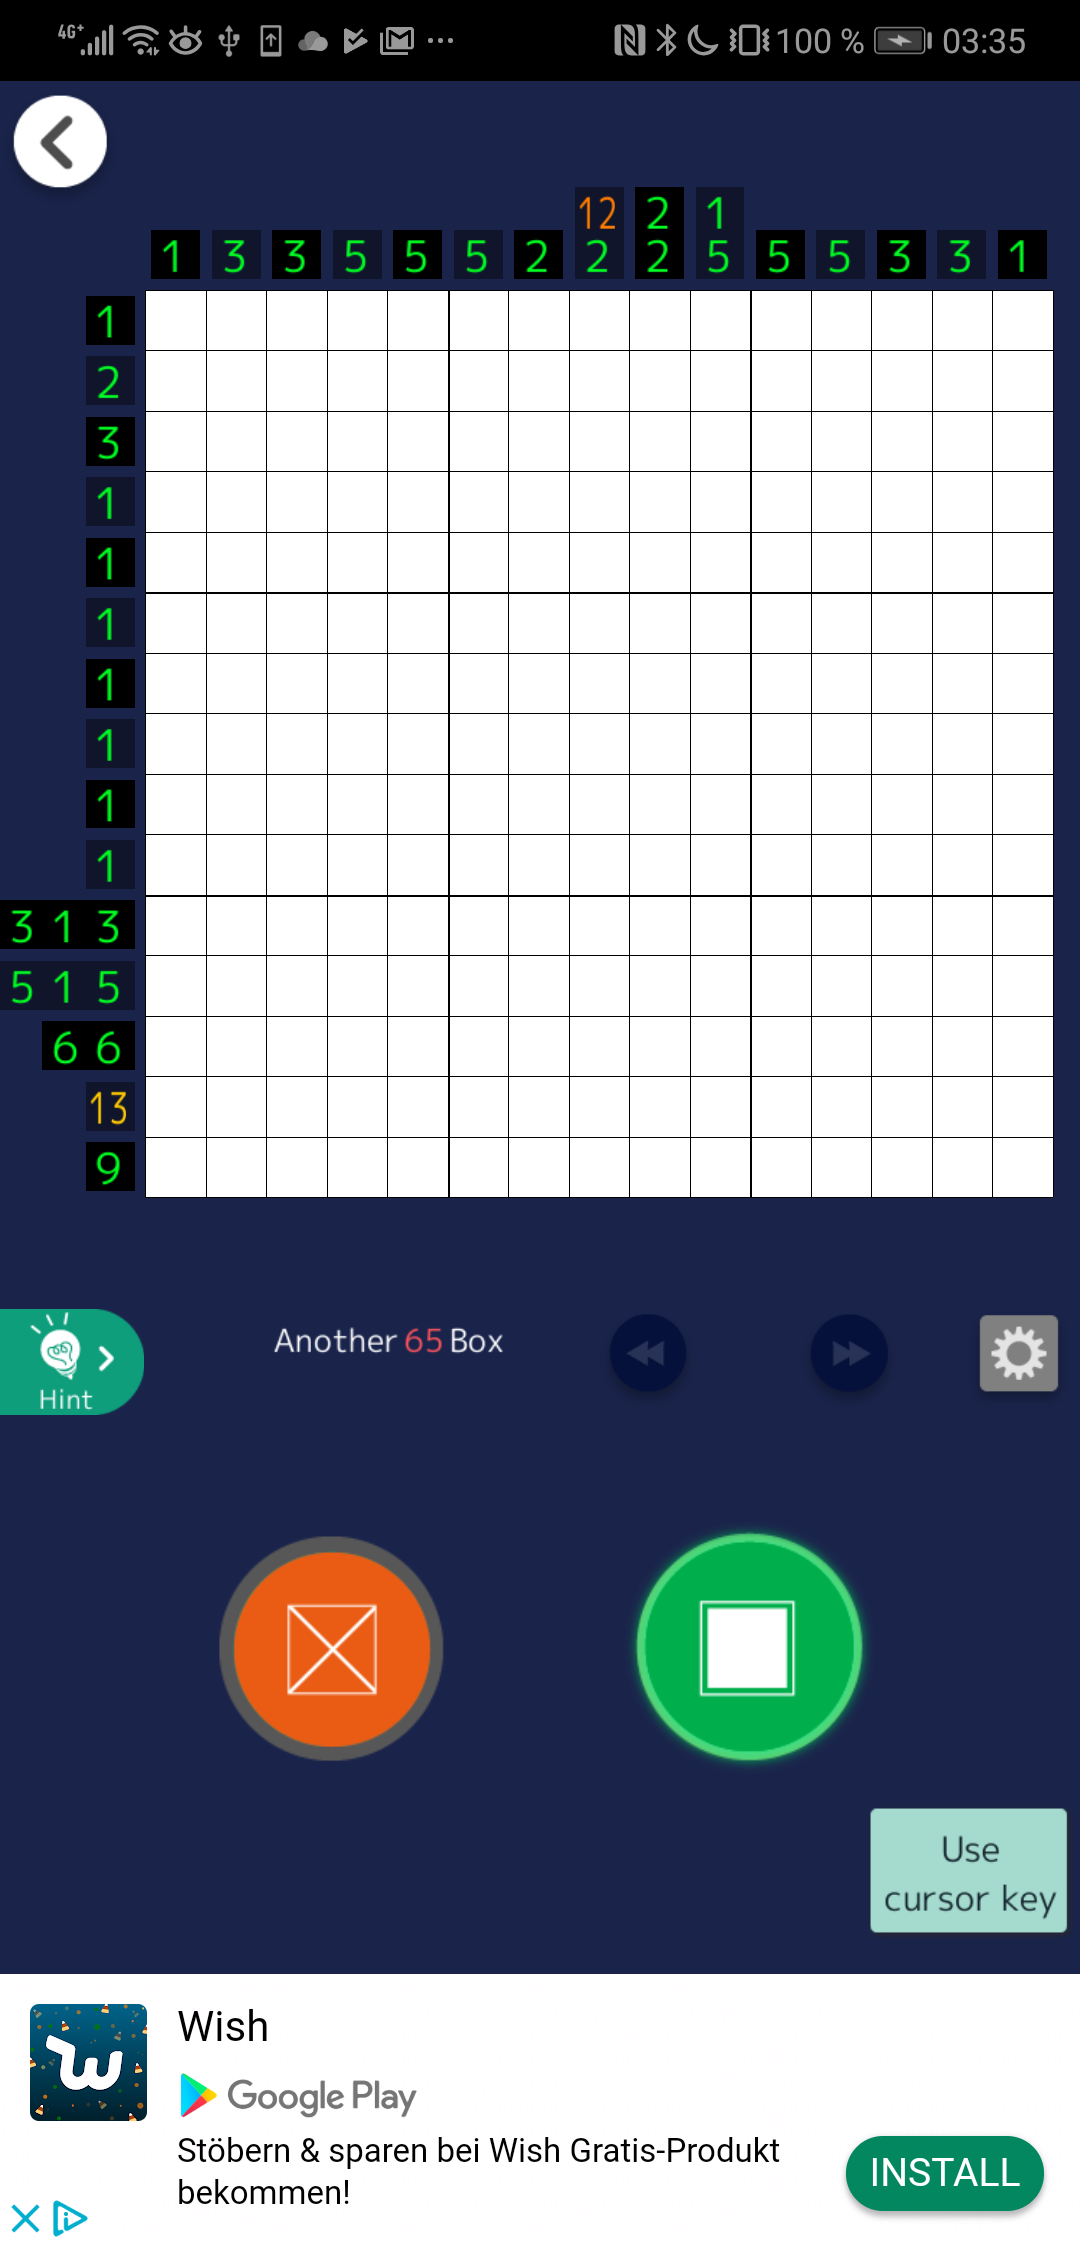 4G+ 100 % 03:35
12 2 1
1 3 3 5 5 5 2 2 2 5 5 5 3 3 1
1
2
3
1
1
1
1
1
1
1
3 1 3
5 1 5
6 6
13
9
Hint
Another 65 Box
Use
cursor key
Wish
Google Play
Stöbern & sparen bei Wish Gratis-Produkt
bekommen!
INSTALL